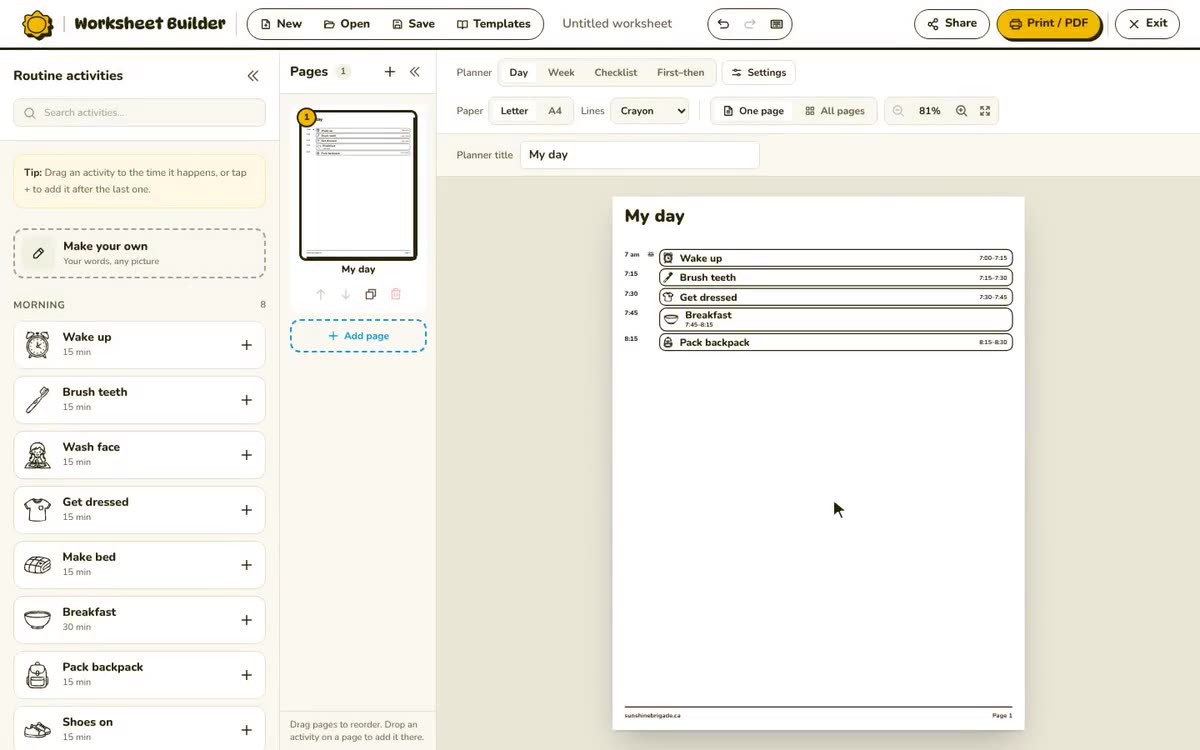 Worksheet Builder
New
Open
Save
Templates
Untitled worksheet
Share
Print / PDF
Exit
Routine activities
Search activities...
Tip: Drag an activity to the time it happens, or tap
+ to add it after the last one.
Make your own
Your words, any picture
MORNING 8
Wake up
15 min
Brush teeth
15 min
Wash face
15 min
Get dressed
15 min
Make bed
15 min
Breakfast
30 min
Pack backpack
15 min
Shoes on
15 min
Pages 1
1
My day
Add page
Drag pages to reorder. Drop an
activity on a page to add it there.
Planner Day Week Checklist First–then Settings
Paper Letter A4 Lines Crayon One page All pages 81%
Planner title My day
My day
7 am Wake up 7:00–7:15
7:15 Brush teeth 7:15–7:30
7:30 Get dressed 7:30–7:45
7:45 Breakfast
7:45–8:15
8:15 Pack backpack 8:15–8:30
sunshinebrigade.ca Page 1